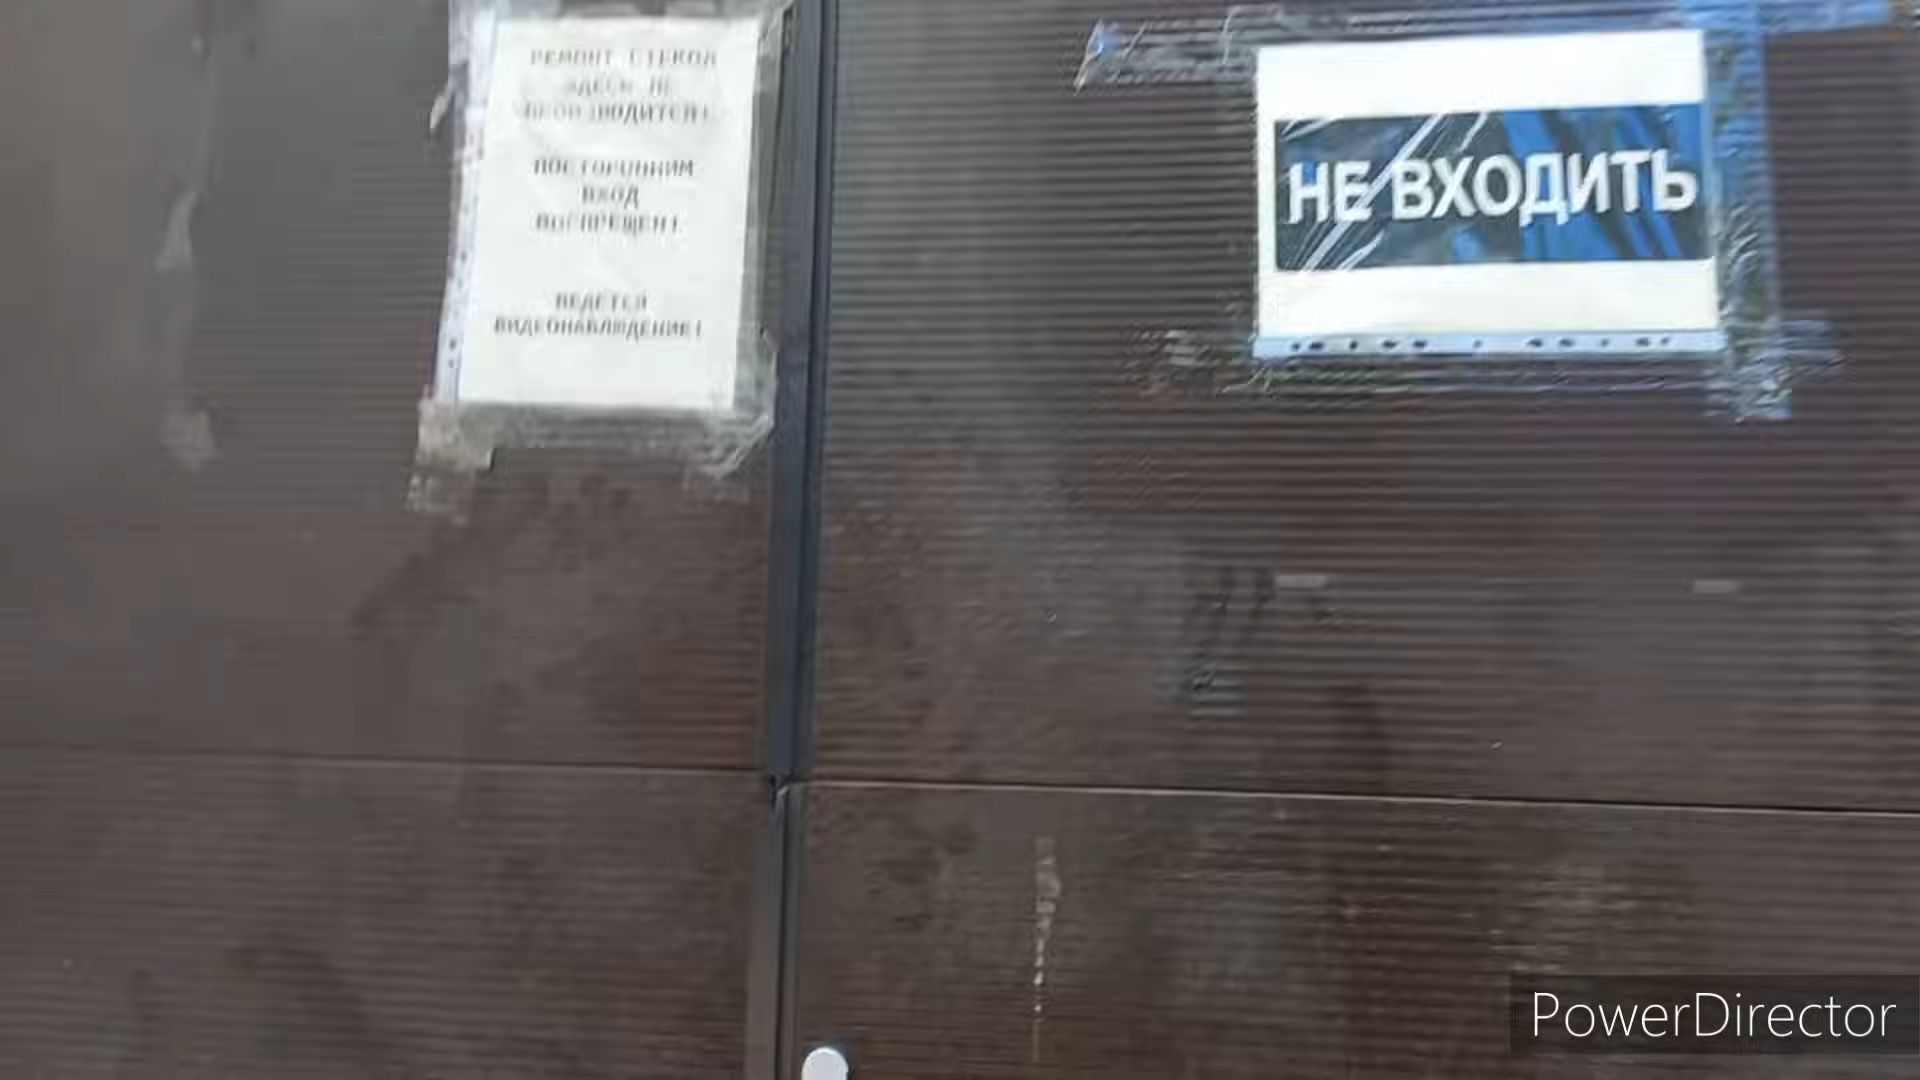 РЕМОНТ СТЕКОЛ
ЗДЕСЬ НЕ
ПРОИЗВОДИТСЯ!
ПОСТОРОННИМ
ВХОД
ВОСПРЕЩЕН!
ВЕДЕТСЯ
ВИДЕОНАБЛЮДЕНИЕ!
НЕ ВХОДИТЬ
PowerDirector